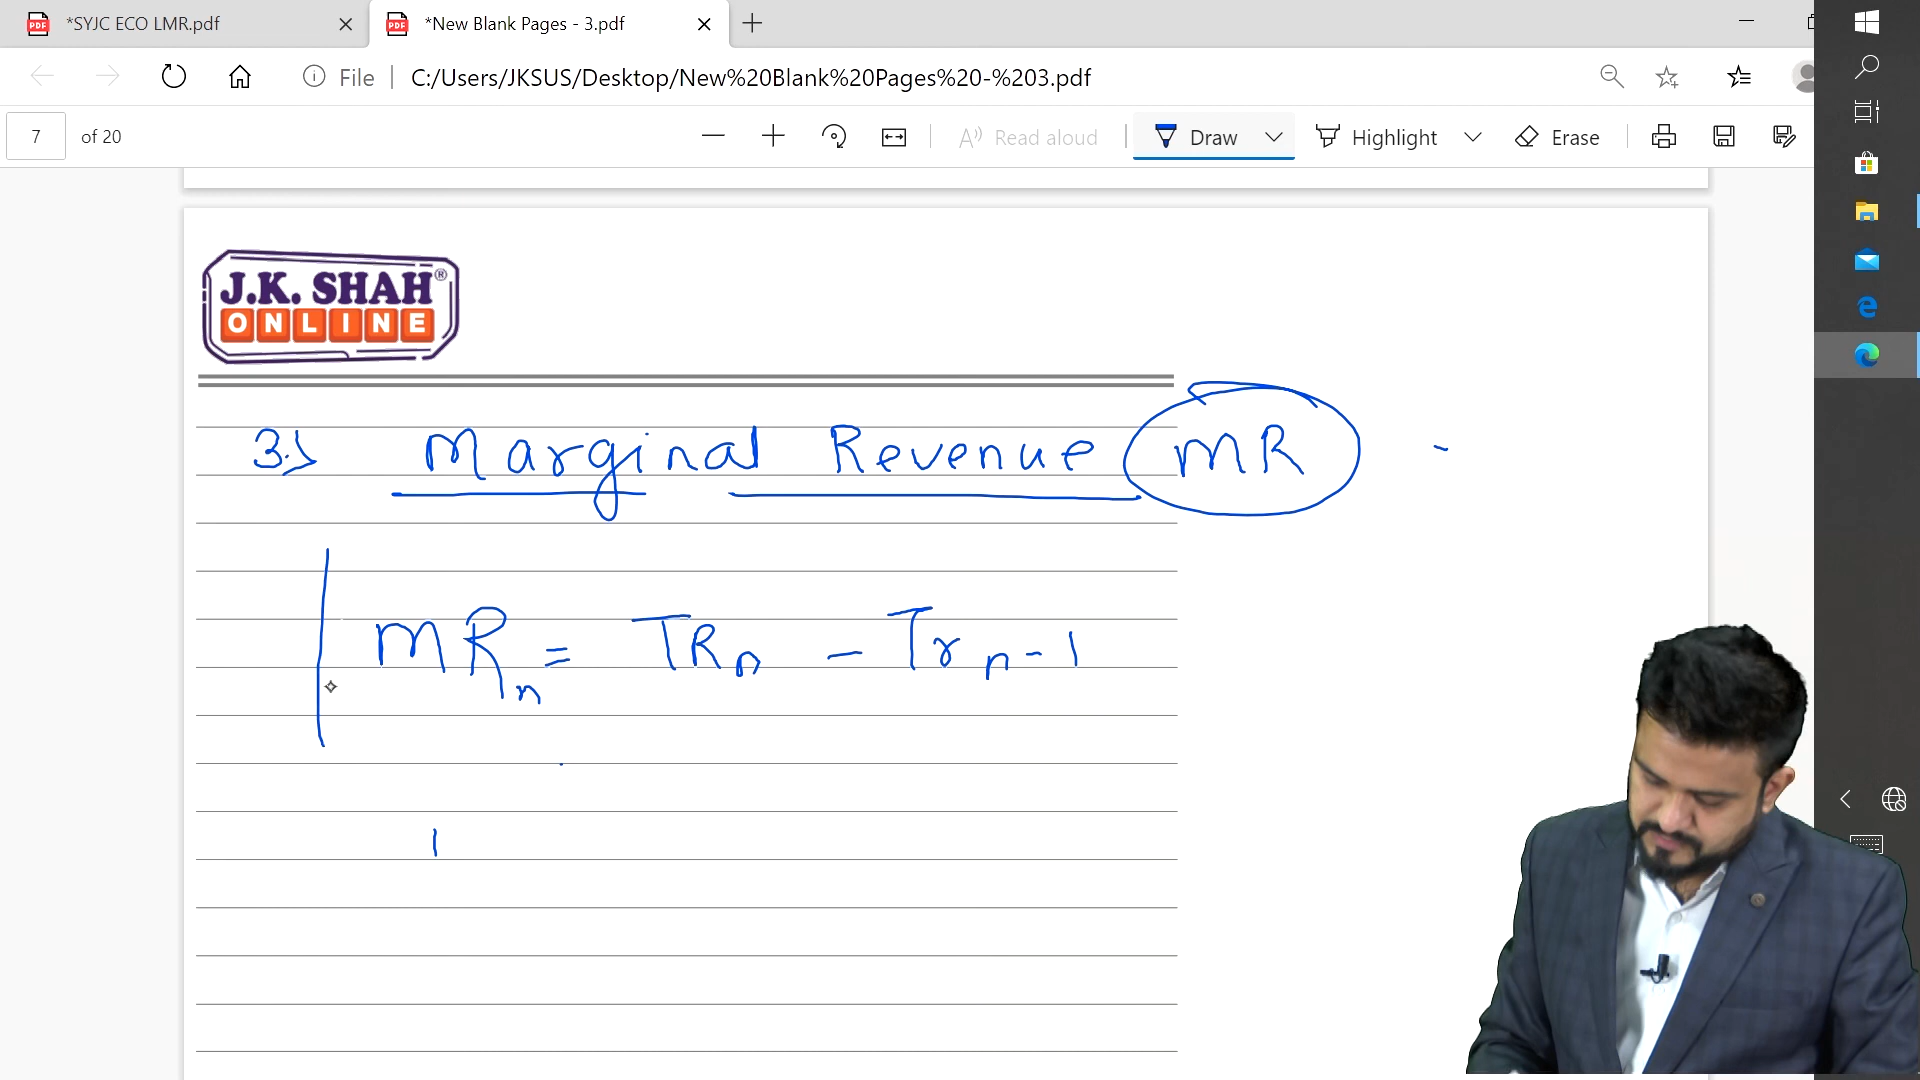 *SYJC ECO LMR.pdf
*New Blank Pages - 3.pdf
File
C:/Users/JKSUS/Desktop/New%20Blank%20Pages%20-%203.pdf
7 of 20
Read aloud
Draw
Highlight
Erase
J.K. SHAH®
ONLINE
3.) Marginal Revenue MR -
MRn = TRn - Trn-1